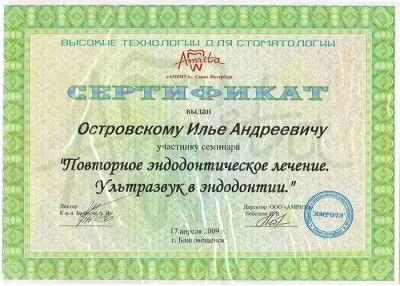 ВЫСОКИЕ ТЕХНОЛОГИИ ДЛЯ СТОМАТОЛОГИИ
Amrita
«АМРИТА», Санкт-Петербург
СЕРТИФИКАТ
выдан
Островскому Илье Андреевичу
участнику семинара
"Повторное эндодонтическое лечение.
Ультразвук в эндодонтии."
Лектор
К.м.н.
Директор: ООО «АМРИТА»
"АМРИТА"
17 апреля 2009 г.
г. Благовещенск